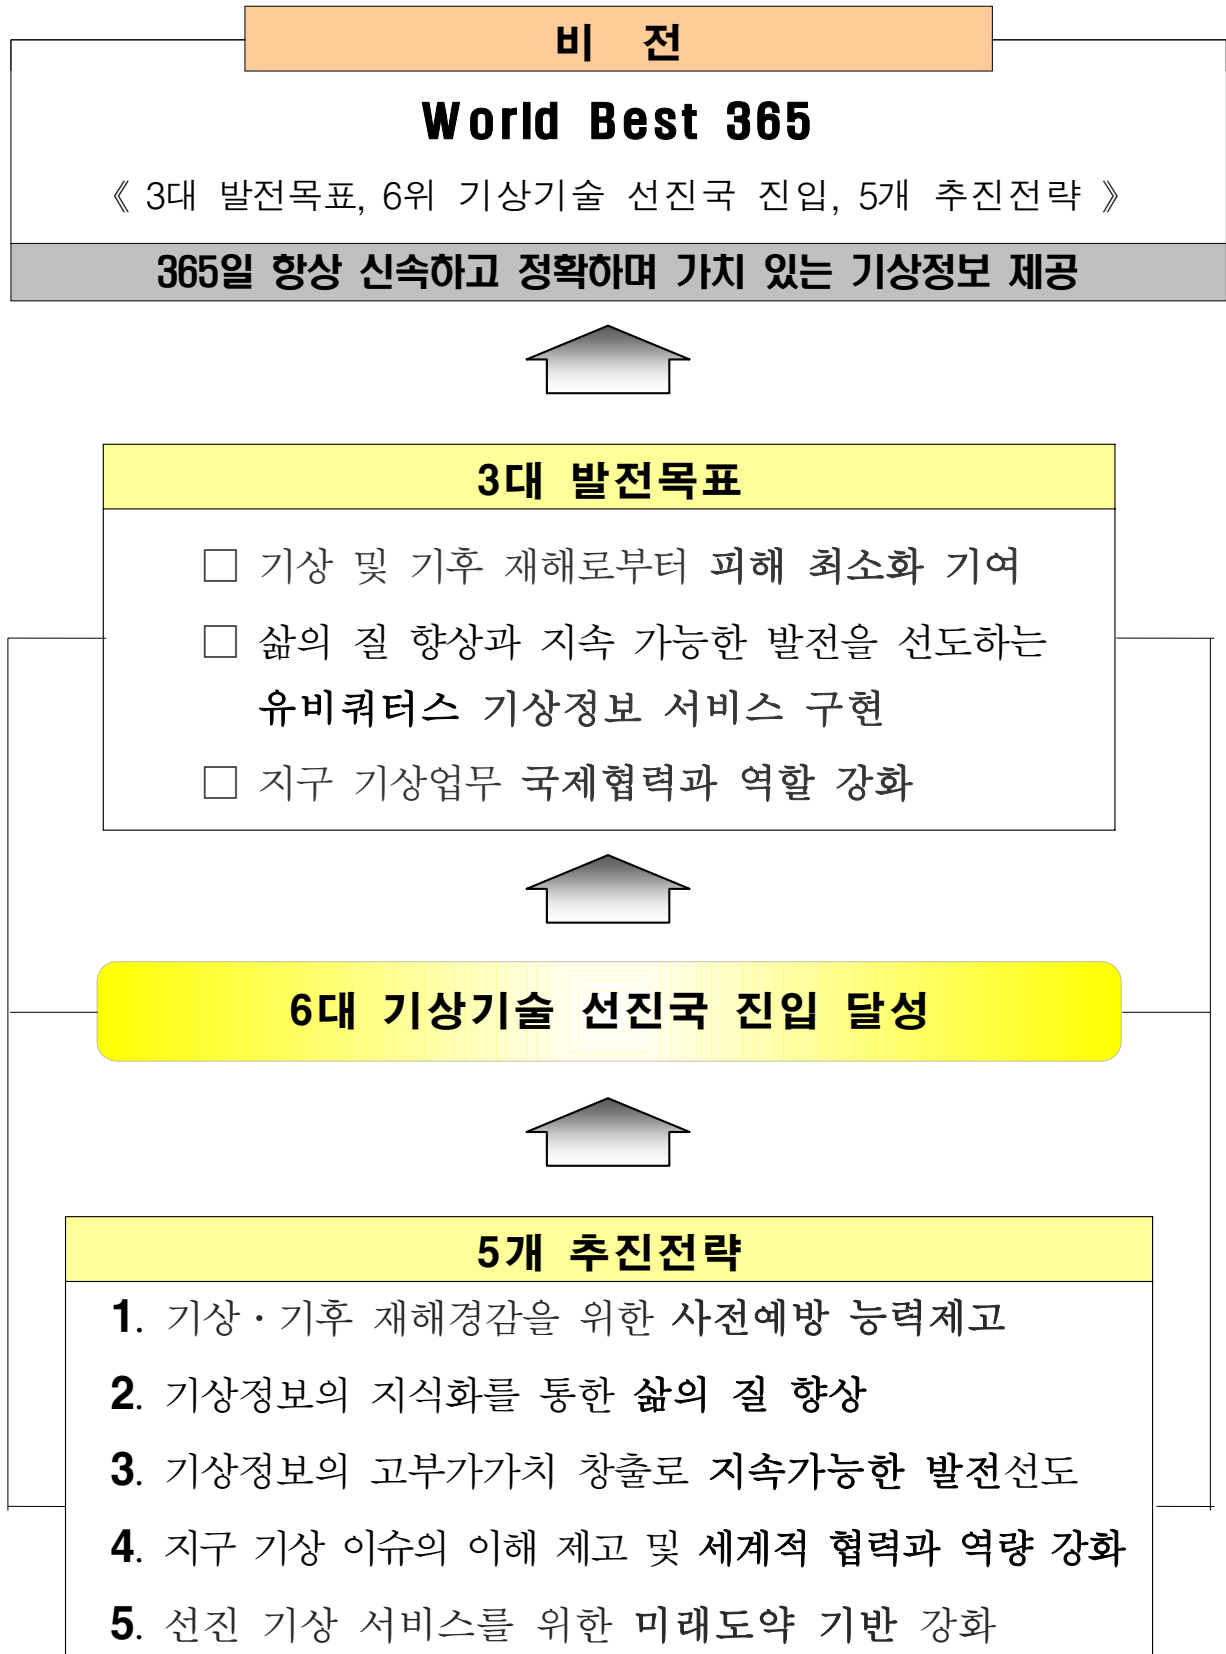 비 전
World Best 365
《 3대 발전목표, 6위 기상기술 선진국 진입, 5개 추진전략 》
365일 항상 신속하고 정확하며 가치 있는 기상정보 제공
3대 발전목표
□ 기상 및 기후 재해로부터 피해 최소화 기여
□ 삶의 질 향상과 지속 가능한 발전을 선도하는
유비쿼터스 기상정보 서비스 구현
□ 지구 기상업무 국제협력과 역할 강화
6대 기상기술 선진국 진입 달성
5개 추진전략
1. 기상·기후 재해경감을 위한 사전예방 능력제고
2. 기상정보의 지식화를 통한 삶의 질 향상
3. 기상정보의 고부가가치 창출로 지속가능한 발전선도
4. 지구 기상 이슈의 이해 제고 및 세계적 협력과 역량 강화
5. 선진 기상 서비스를 위한 미래도약 기반 강화